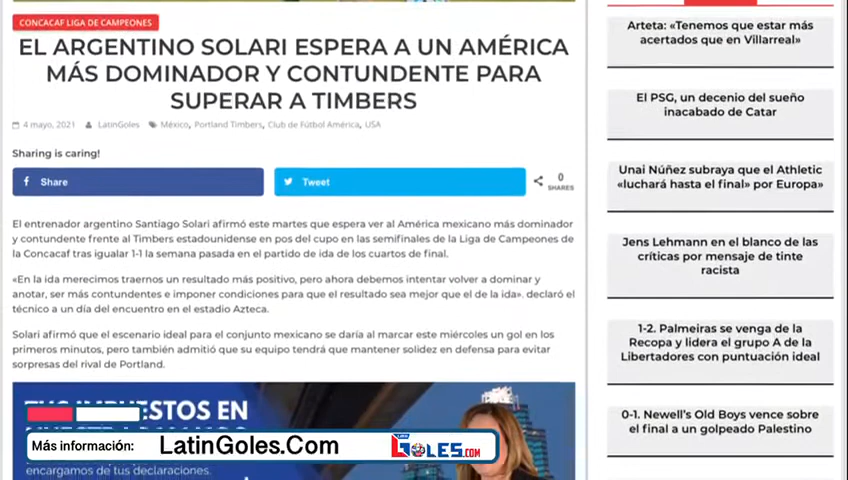 CONCACAF LIGA DE CAMPEONES
EL ARGENTINO SOLARI ESPERA A UN AMÉRICA
MÁS DOMINADOR Y CONTUNDENTE PARA
SUPERAR A TIMBERS
4 mayo, 2021 LatinGoles México, Portland Timbers, Club de Fútbol América, USA
Sharing is caring!
Share
Tweet
0
SHARES
El entrenador argentino Santiago Solari afirmó este martes que espera ver al América mexicano más dominador
y contundente frente al Timbers estadounidense en pos del cupo en las semifinales de la Liga de Campeones de
la Concacaf tras igualar 1-1 la semana pasada en el partido de ida de los cuartos de final.
«En la ida merecimos traernos un resultado más positivo, pero ahora debemos intentar volver a dominar y
anotar, ser más contundentes e imponer condiciones para que el resultado sea mejor que el de la ida». declaró el
técnico a un día del encuentro en el estadio Azteca.
Solari afirmó que el escenario ideal para el conjunto mexicano se daría al marcar este miércoles un gol en los
primeros minutos, pero también admitió que su equipo tendrá que mantener solidez en defensa para evitar
sorpresas del rival de Portland.
Arteta: «Tenemos que estar más
acertados que en Villarreal»
El PSG, un decenio del sueño
inacabado de Catar
Unai Núñez subraya que el Athletic
«luchará hasta el final» por Europa»
Jens Lehmann en el blanco de las
críticas por mensaje de tinte
racista
1-2. Palmeiras se venga de la
Recopa y lidera el grupo A de la
Libertadores con puntuación ideal
0-1. Newell's Old Boys vence sobre
el final a un golpeado Palestino
IMPUESTOS EN
Más información: LatinGoles.Com
GOLES.COM
encargamos de tus declaraciones.